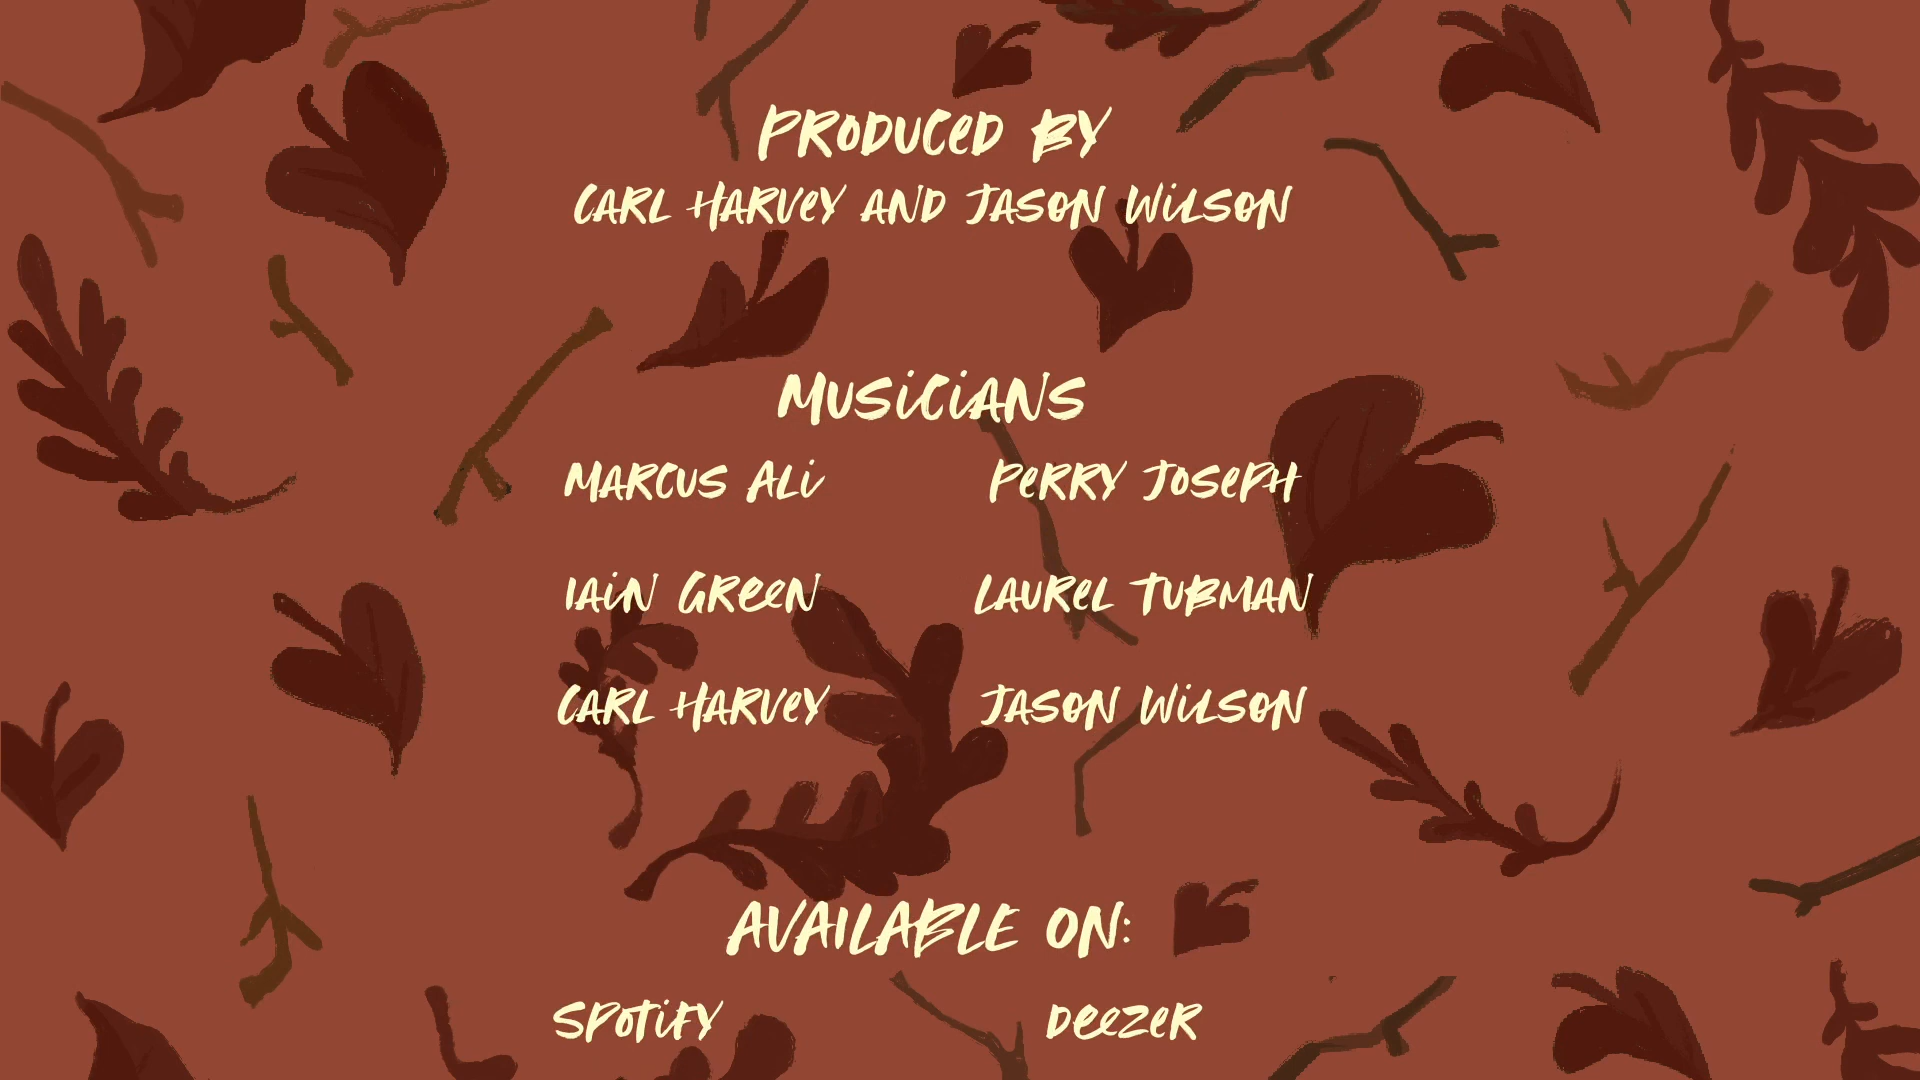 PRODUCED BY
CARL HARVEY AND JASON WILSON
MUSICIANS
MARCUS ALI PERRY JOSEPH
IAIN GREEN LAUREL TUBMAN
CARL HARVEY JASON WILSON
AVAILABLE ON:
SPOTIFY DEEZER